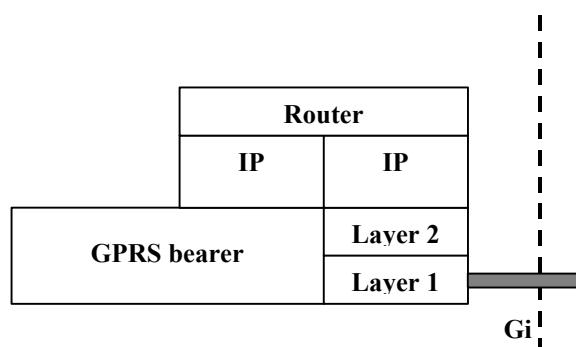 Router
IP IP
Layer 2
GPRS bearer
Layer 1
Gi